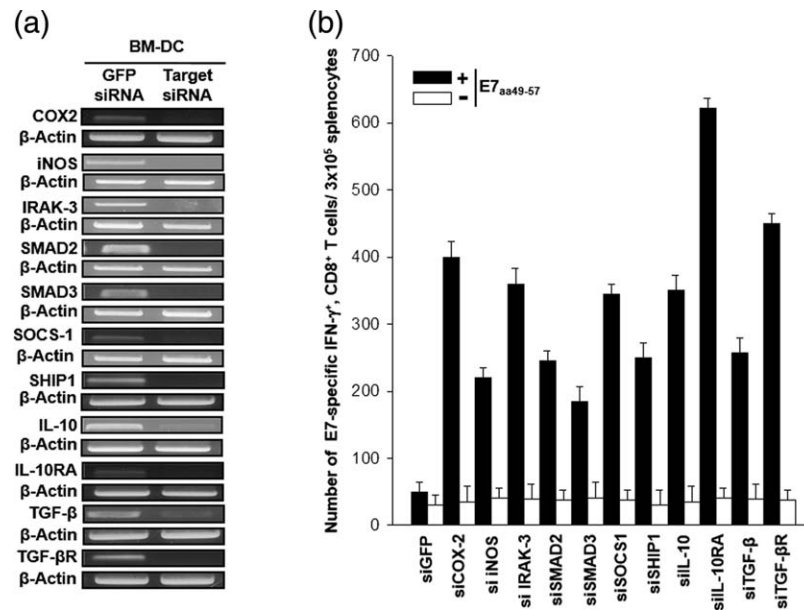 (a)
BM-DC
GFP siRNA
Target siRNA
COX2
β-Actin
iNOS
β-Actin
IRAK-3
β-Actin
SMAD2
β-Actin
SMAD3
β-Actin
SOCS-1
β-Actin
SHIP1
β-Actin
IL-10
β-Actin
IL-10RA
β-Actin
TGF-β
β-Actin
TGF-βR
β-Actin
(b)
Number of E7-specific IFN-γ⁺, CD8⁺ T cells/ 3x10⁵ splenocytes
700
600
500
400
300
200
100
0
+
-
E7aa49-57
siGFP
siCOX-2
si iNOS
si IRAK-3
siSMAD2
siSMAD3
siSOCS1
siSHIP1
siIL-10
siIL-10RA
siTGF-β
siTGF-βR